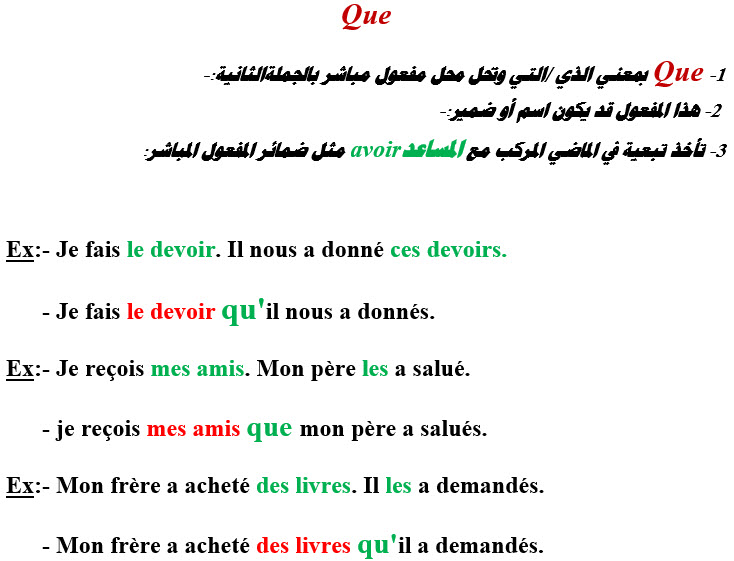 Que
1- Que بمعني الذي /التي وتحل محل مفعول مباشر بالجملةالثانية:-
2- هذا المفعول قد يكون اسم أو ضمير:-
3- تأخذ تبعية في الماضي المركب مع المساعد avoir مثل ضمائر المفعول المباشر:
Ex:- Je fais le devoir. Il nous a donné ces devoirs.
- Je fais le devoir qu'il nous a donnés.
Ex:- Je reçois mes amis. Mon père les a salué.
- je reçois mes amis que mon père a salués.
Ex:- Mon frère a acheté des livres. Il les a demandés.
- Mon frère a acheté des livres qu'il a demandés.